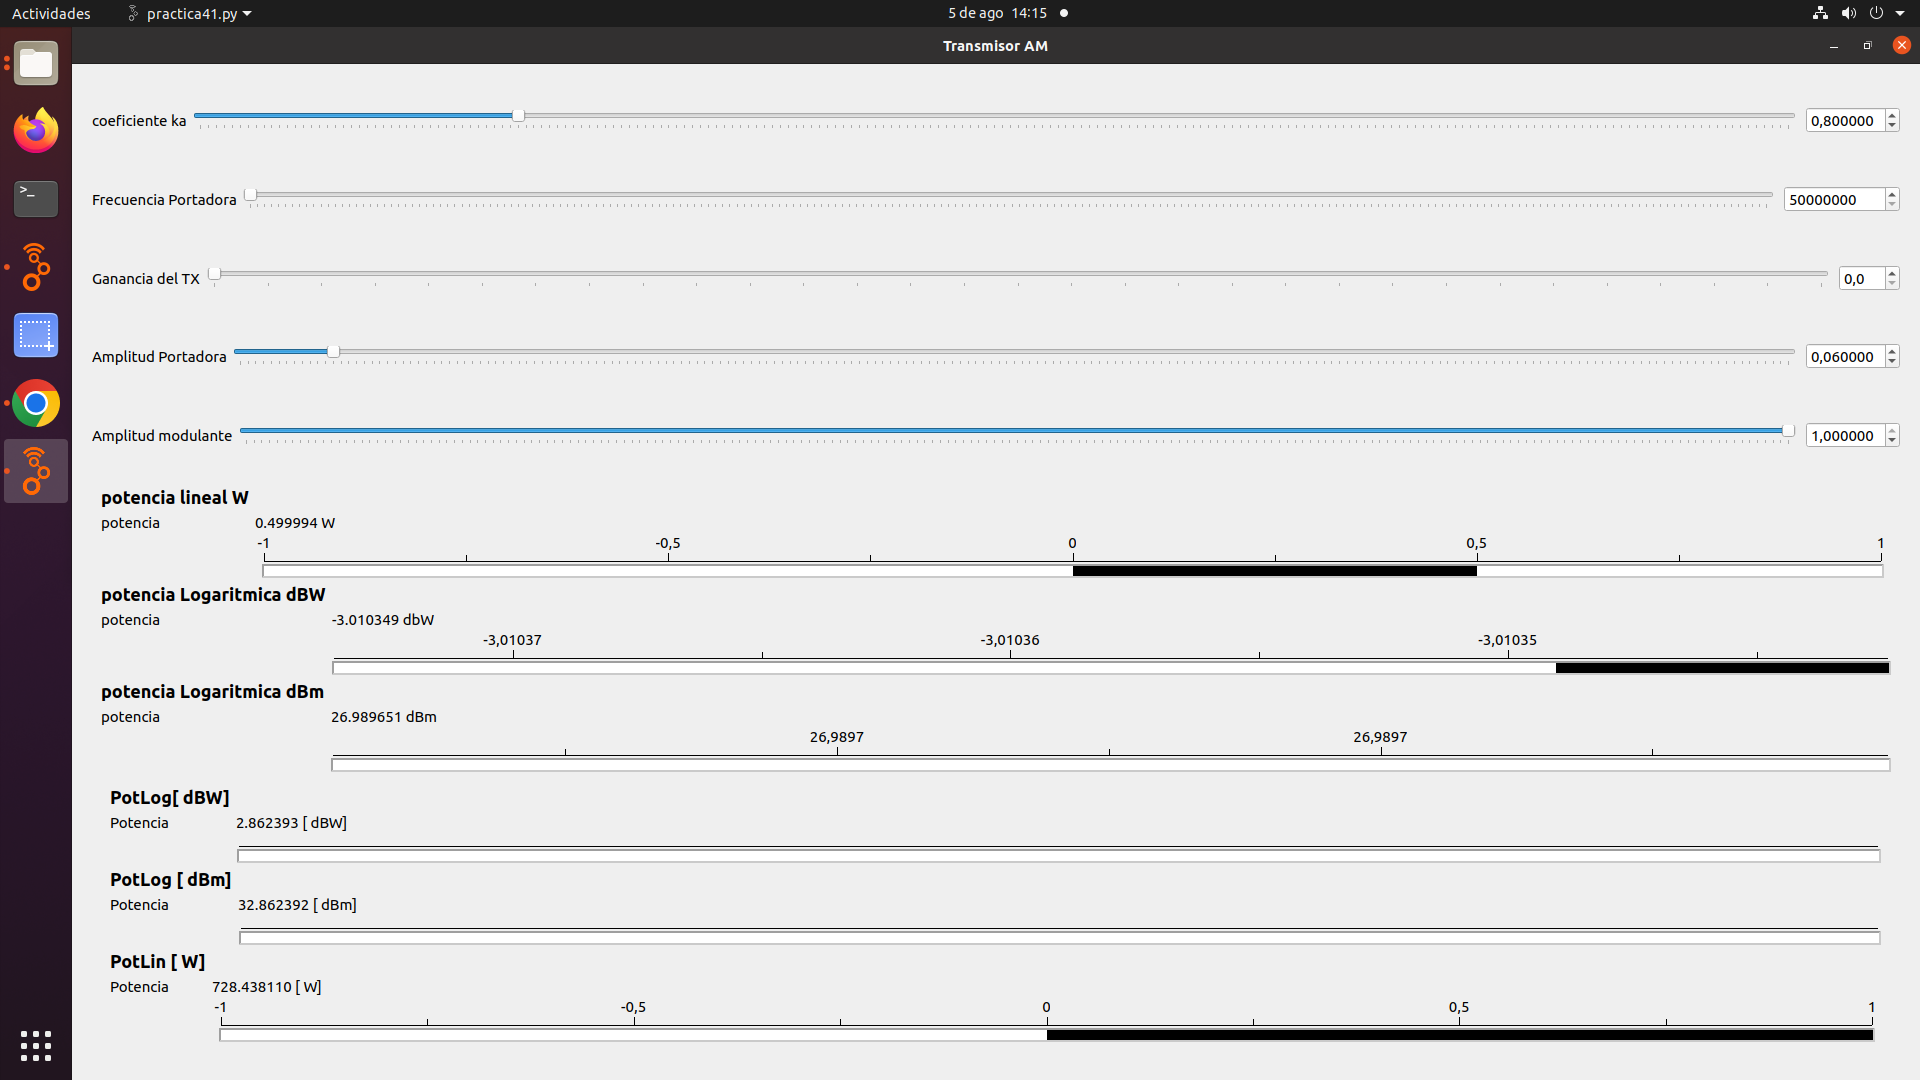 Actividades practica41.py 5 de ago 14:15
Transmisor AM
coeficiente ka 0,800000
Frecuencia Portadora 50000000
Ganancia del TX 0,0
Amplitud Portadora 0,060000
Amplitud modulante 1,000000
potencia lineal W
potencia 0.499994 W
-1 -0,5 0 0,5 1
potencia Logaritmica dBW
potencia -3.010349 dbW
-3,01037 -3,01036 -3,01035
potencia Logaritmica dBm
potencia 26.989651 dBm
26,9897 26,9897
PotLog[ dBW]
Potencia 2.862393 [ dBW]
PotLog [ dBm]
Potencia 32.862392 [ dBm]
PotLin [ W]
Potencia 728.438110 [ W]
-1 -0,5 0 0,5 1